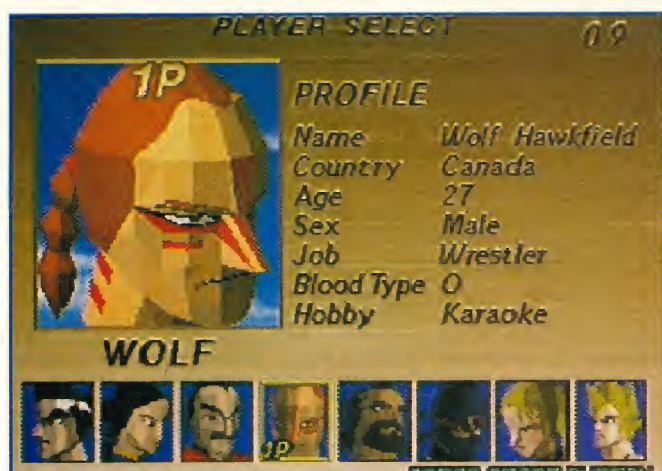 PLAYER SELECT 09
1P
PROFILE
Name Wolf Hawkfield
Country Canada
Age 27
Sex Male
Job Wrestler
Blood Type O
Hobby Karaoke
WOLF
1P